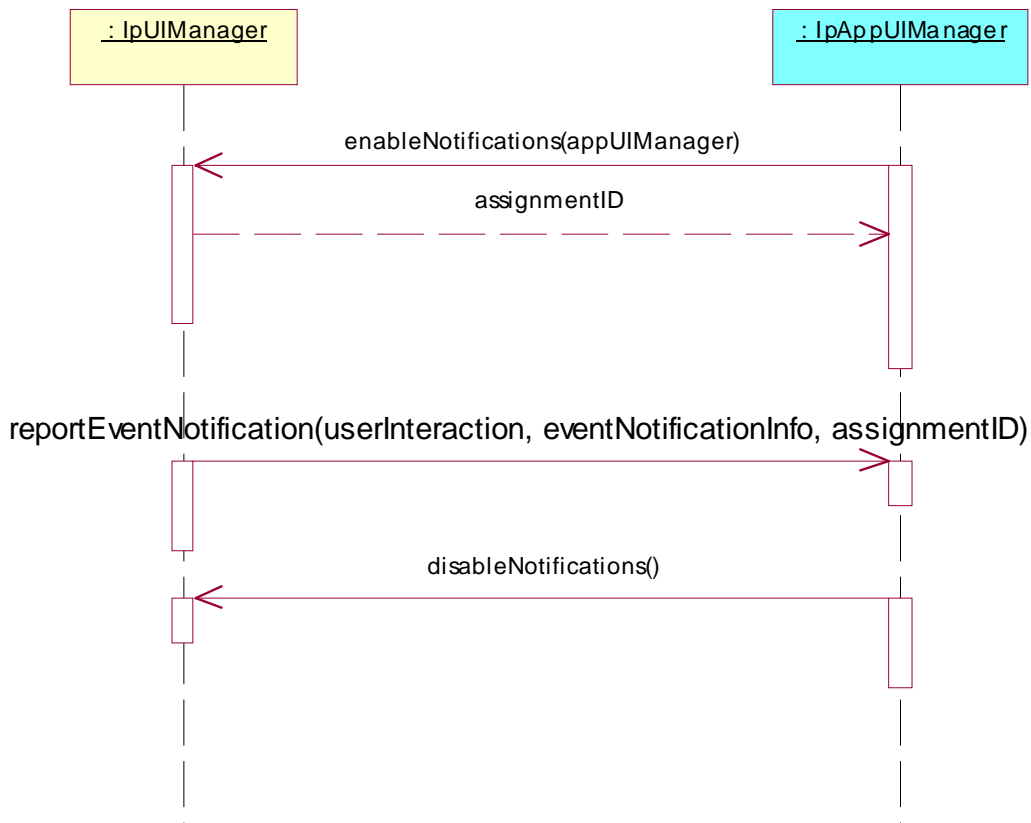 : IpUIManager
: IpAppUIManager
enableNotifications(appUIManager)
assignmentID
reportEventNotification(userInteraction, eventNotificationInfo, assignmentID)
disableNotifications()